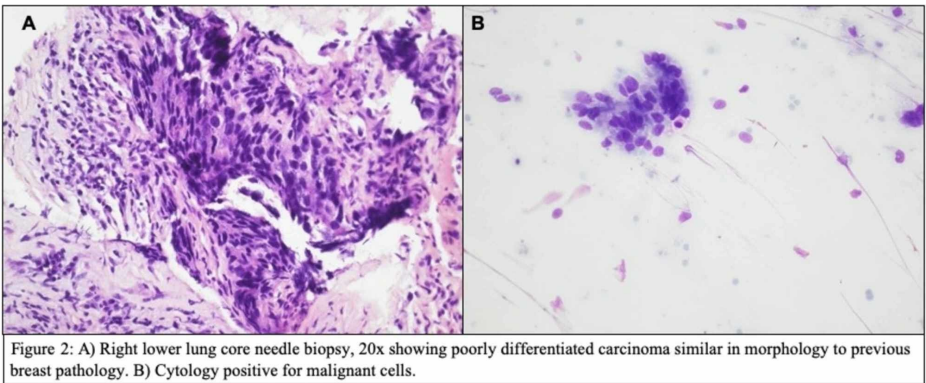 A
B
Figure 2: A) Right lower lung core needle biopsy, 20x showing poorly differentiated carcinoma similar in morphology to previous
breast pathology. B) Cytology positive for malignant cells.